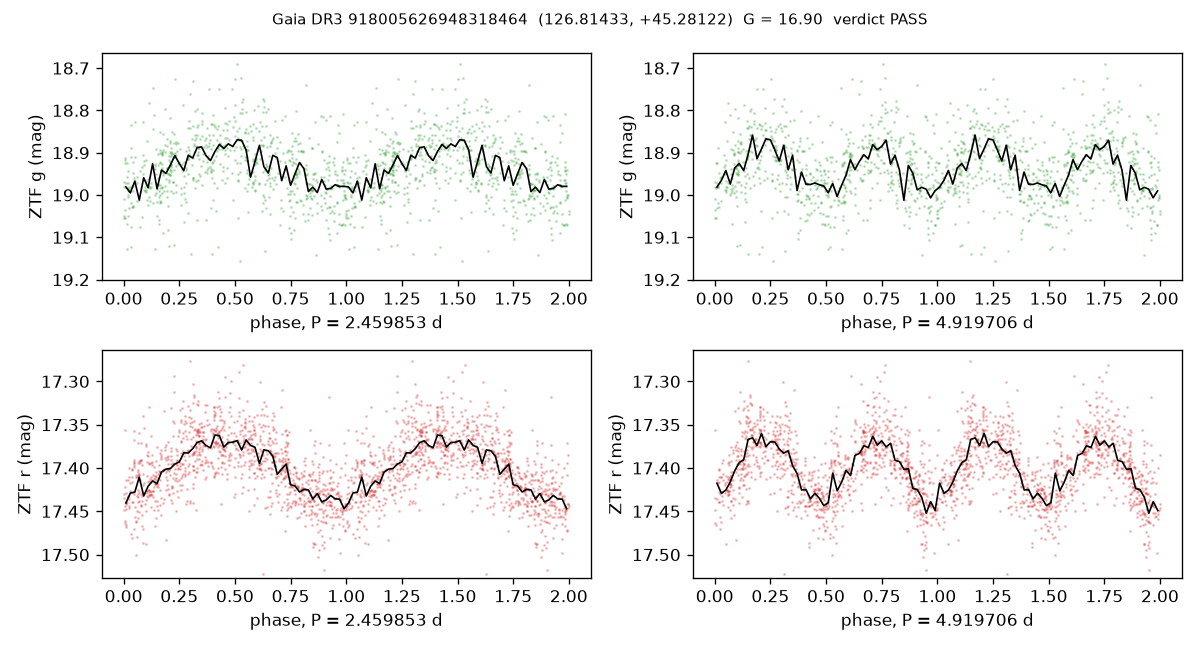 Gaia DR3 918005626948318464 (126.81433, +45.28122) G = 16.90 verdict PASS
ZTF g (mag)
18.7
18.8
18.9
19.0
19.1
19.2
0.00 0.25 0.50 0.75 1.00 1.25 1.50 1.75 2.00
phase, P = 2.459853 d
ZTF g (mag)
18.7
18.8
18.9
19.0
19.1
19.2
0.00 0.25 0.50 0.75 1.00 1.25 1.50 1.75 2.00
phase, P = 4.919706 d
ZTF r (mag)
17.30
17.35
17.40
17.45
17.50
0.00 0.25 0.50 0.75 1.00 1.25 1.50 1.75 2.00
phase, P = 2.459853 d
ZTF r (mag)
17.30
17.35
17.40
17.45
17.50
0.00 0.25 0.50 0.75 1.00 1.25 1.50 1.75 2.00
phase, P = 4.919706 d